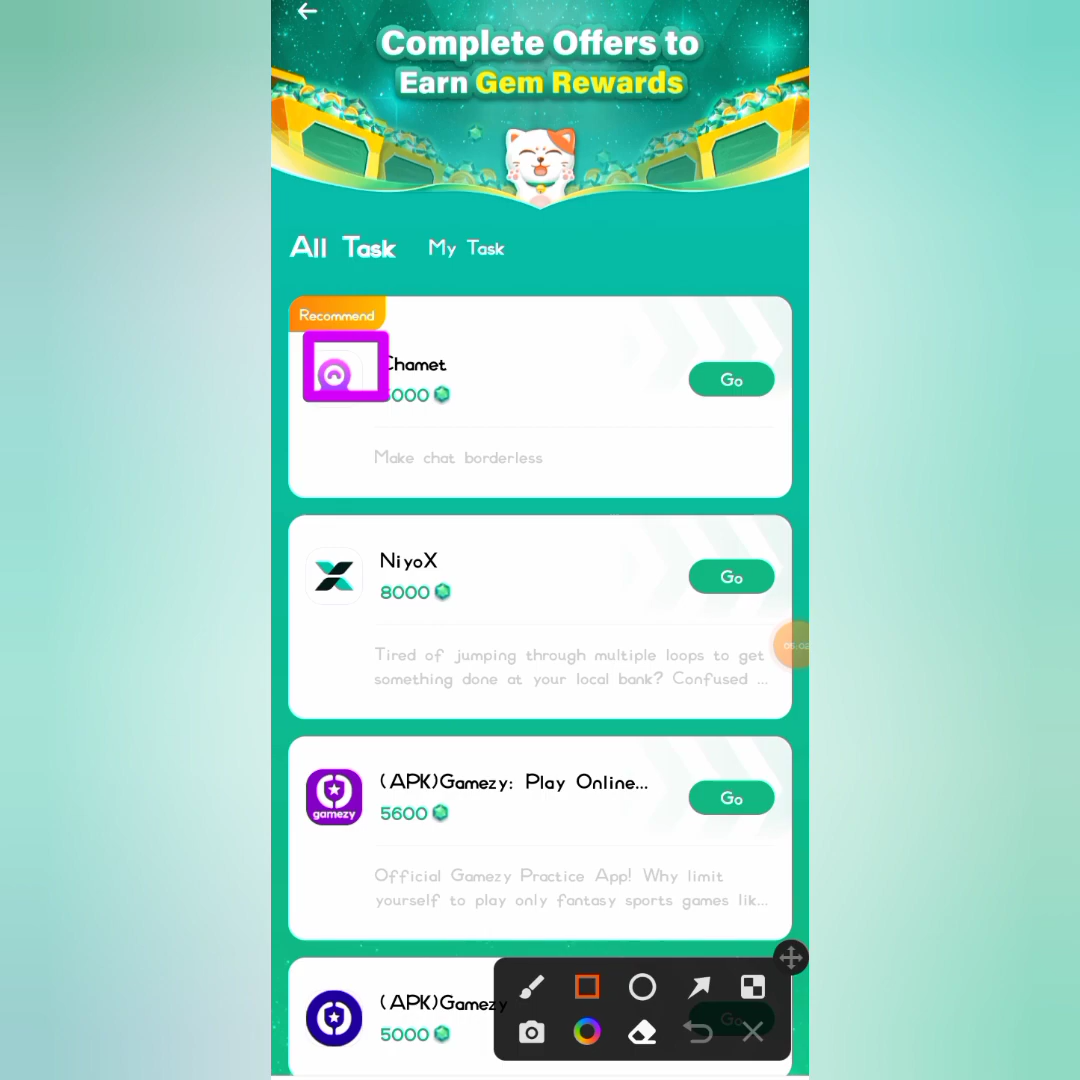 Complete Offers to
Earn Gem Rewards
All Task My Task
Recommend
Chamet
000
Go
Make chat borderless
NiyoX
8000
Go
Tired of jumping through multiple loops to get
something done at your local bank? Confused ...
(APK)Gamezy: Play Online...
5600
Go
gamezy
Official Gamezy Practice App! Why limit
yourself to play only fantasy sports games lik...
(APK)Gamezy
5000
Go